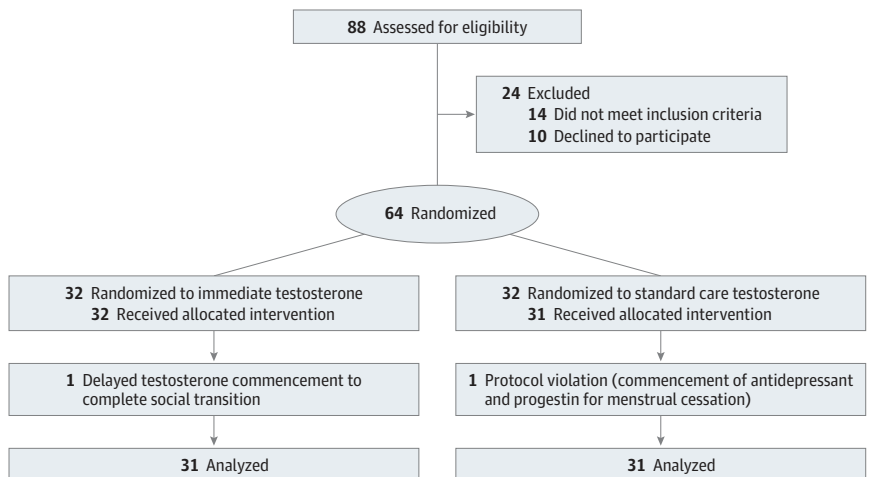 88 Assessed for eligibility
24 Excluded
14 Did not meet inclusion criteria
10 Declined to participate
64 Randomized
32 Randomized to immediate testosterone
32 Received allocated intervention
32 Randomized to standard care testosterone
31 Received allocated intervention
1 Delayed testosterone commencement to
complete social transition
1 Protocol violation (commencement of antidepressant
and progestin for menstrual cessation)
31 Analyzed
31 Analyzed